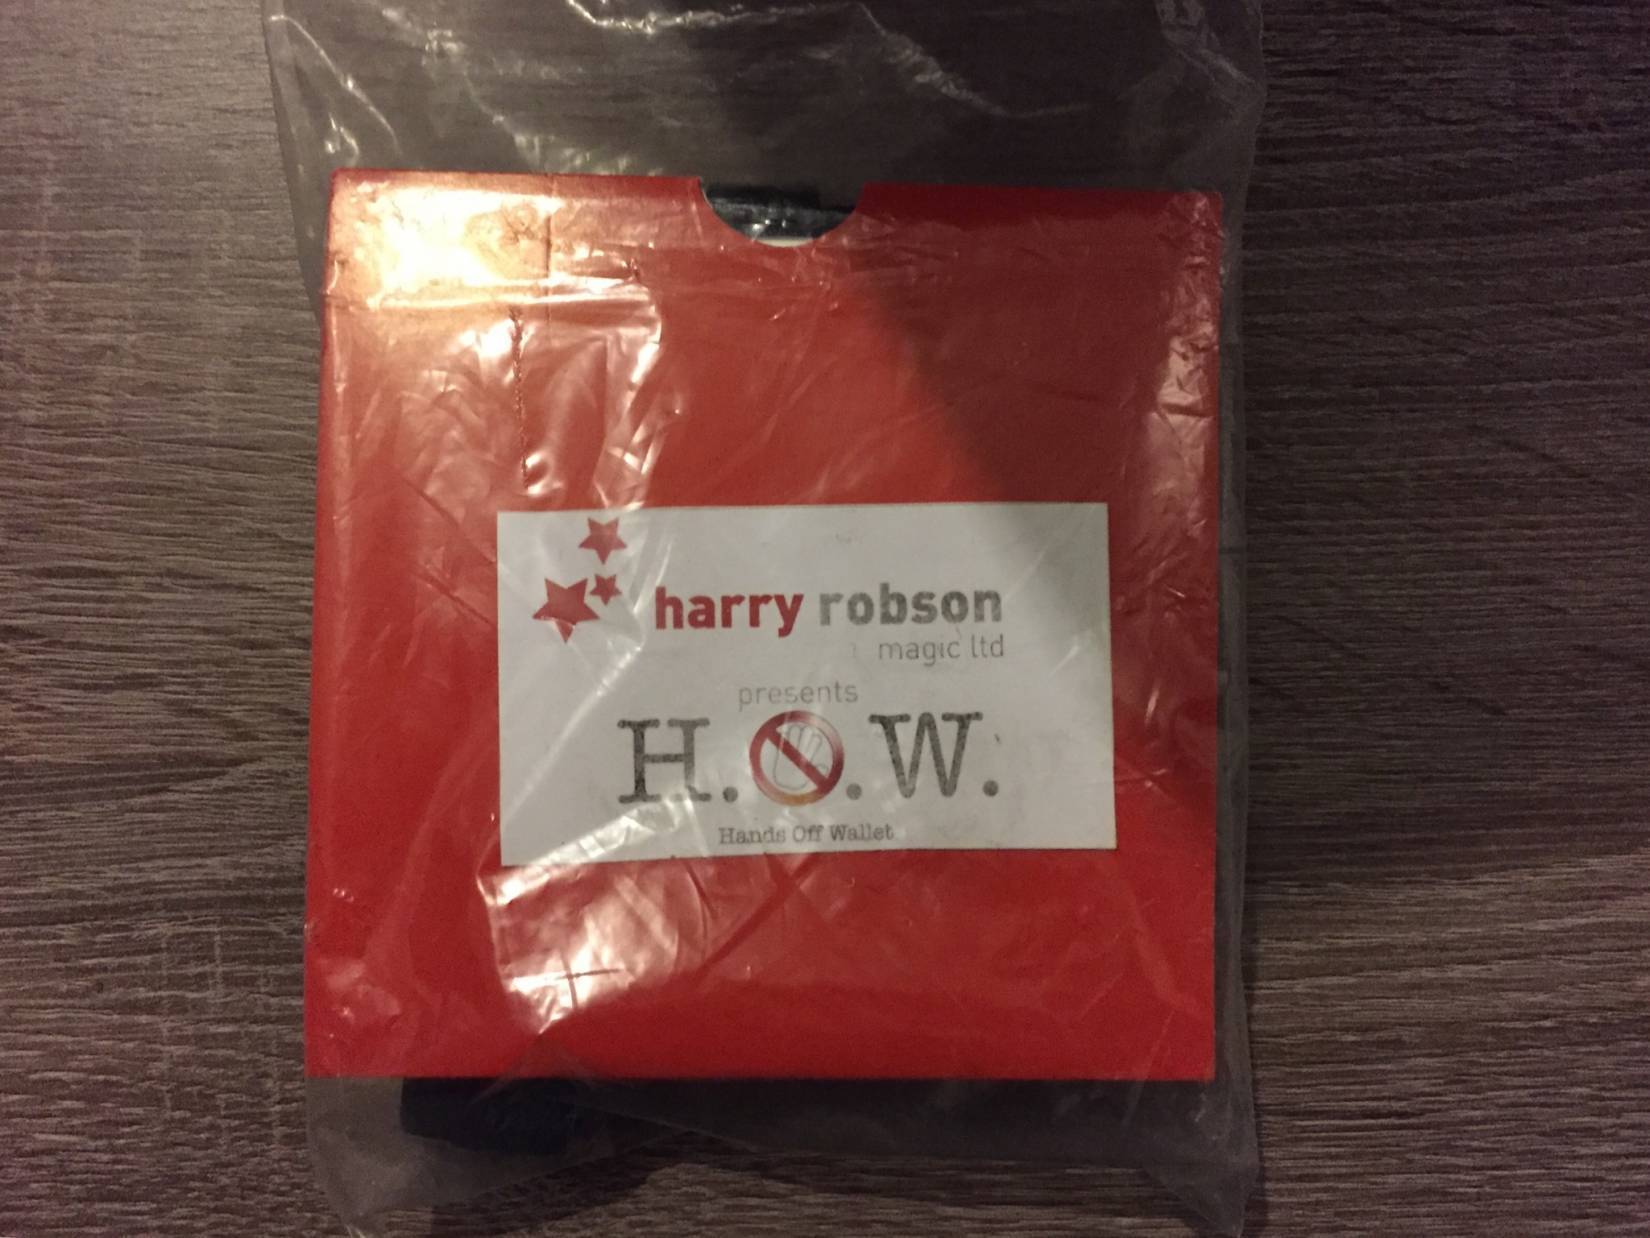 harry robson
magic ltd
presents
H.O.W.
Hands Off Wallet